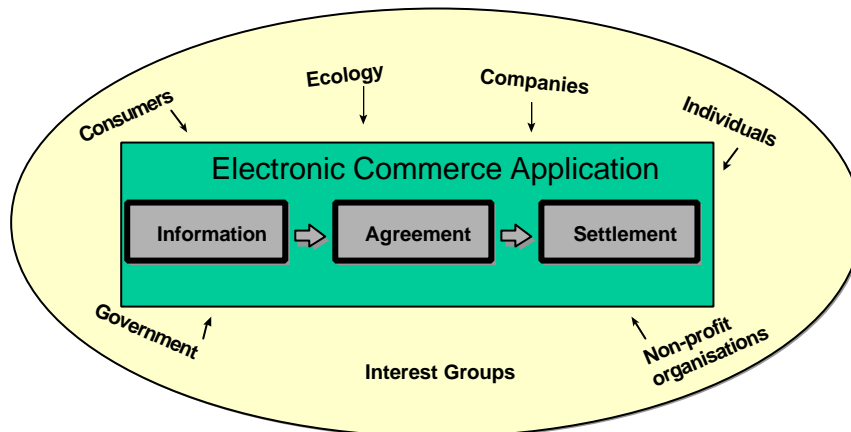 Ecology
Companies
Consumers
Individuals
Electronic Commerce Application
Information
Agreement
Settlement
Government
Non-profit
organisations
Interest Groups